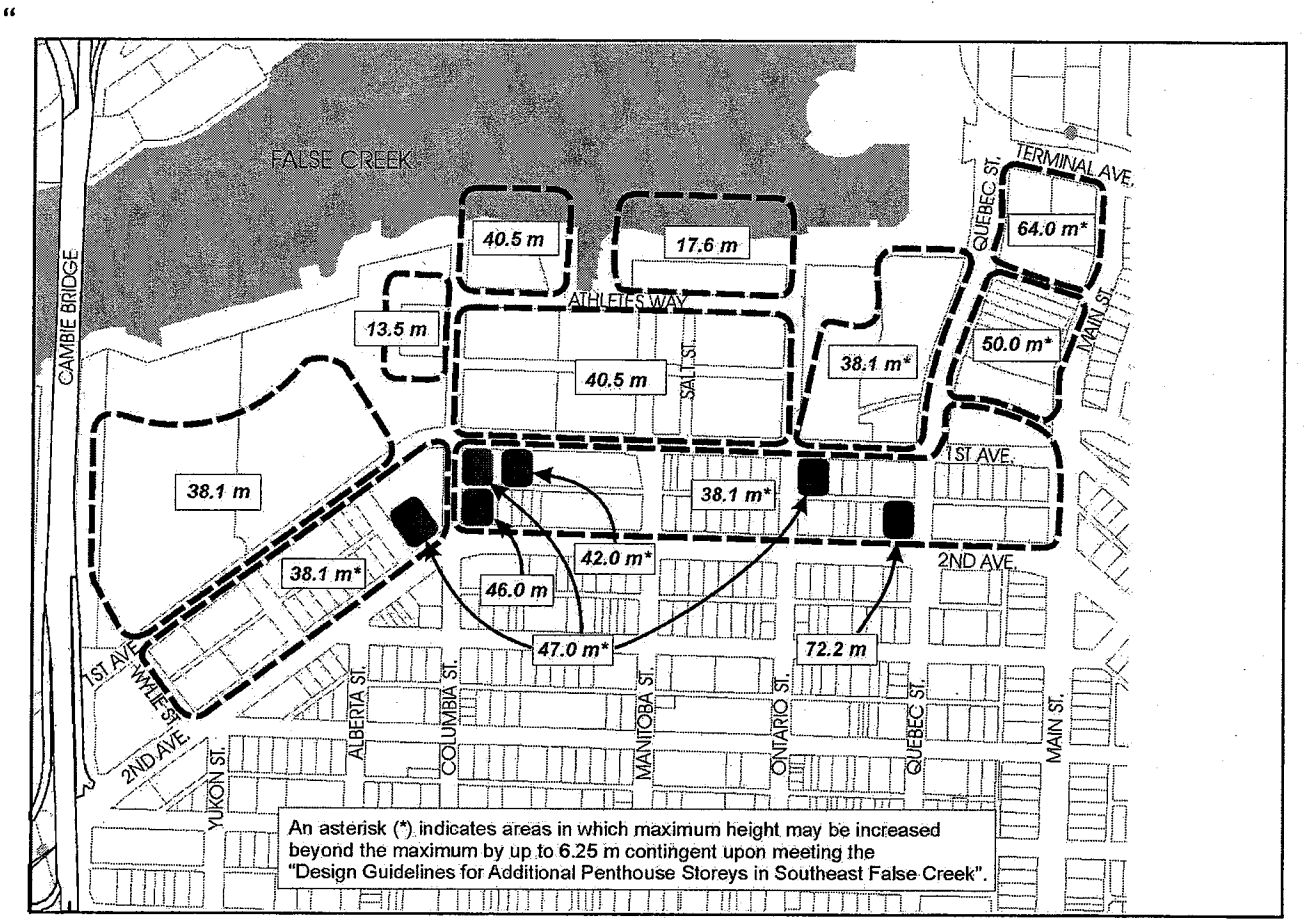 “
FALSE CREEK
CAMBIE BRIDGE
TERMINAL AVE.
QUEBEC ST.
64.0 m*
40.5 m
17.6 m
ATHLETES WAY
13.5 m
MAIN ST.
50.0 m*
38.1 m*
40.5 m
SALT ST.
1ST AVE.
38.1 m
38.1 m*
2ND AVE.
42.0 m*
38.1 m*
46.0 m
47.0 m*
72.2 m
1ST AVE.
WYLIE ST.
2ND AVE.
YUKON ST.
ALBERTA ST.
COLUMBIA ST.
MANITOBA ST.
ONTARIO ST.
QUEBEC ST.
MAIN ST.
An asterisk (*) indicates areas in which maximum height may be increased
beyond the maximum by up to 6.25 m contingent upon meeting the
"Design Guidelines for Additional Penthouse Storeys in Southeast False Creek".